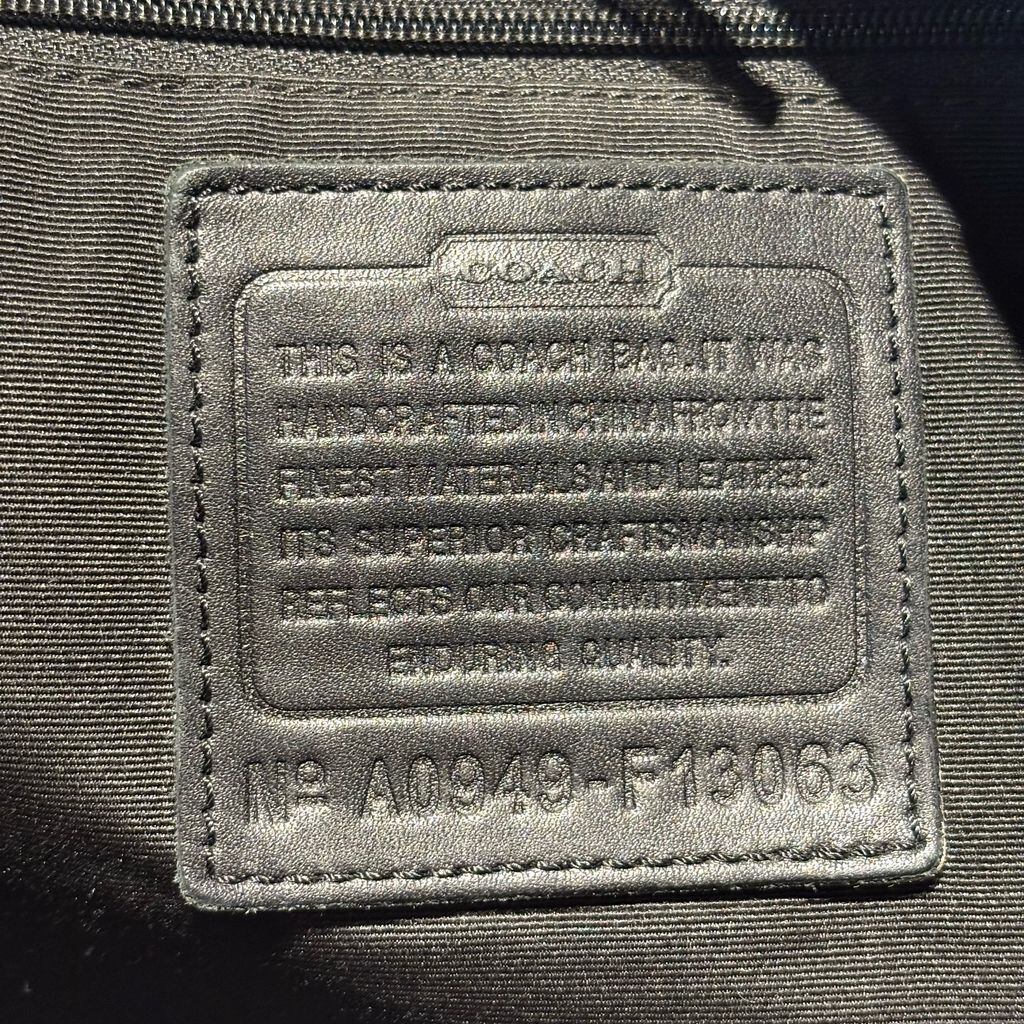 COACH
THIS IS A COACH BAG. IT WAS
HANDCRAFTED IN CHINA FROM THE
FINEST MATERIALS AND LEATHER.
ITS SUPERIOR CRAFTSMANSHIP
REFLECTS OUR COMMITMENT TO
ENDURING QUALITY.
Nº A0949-F13063